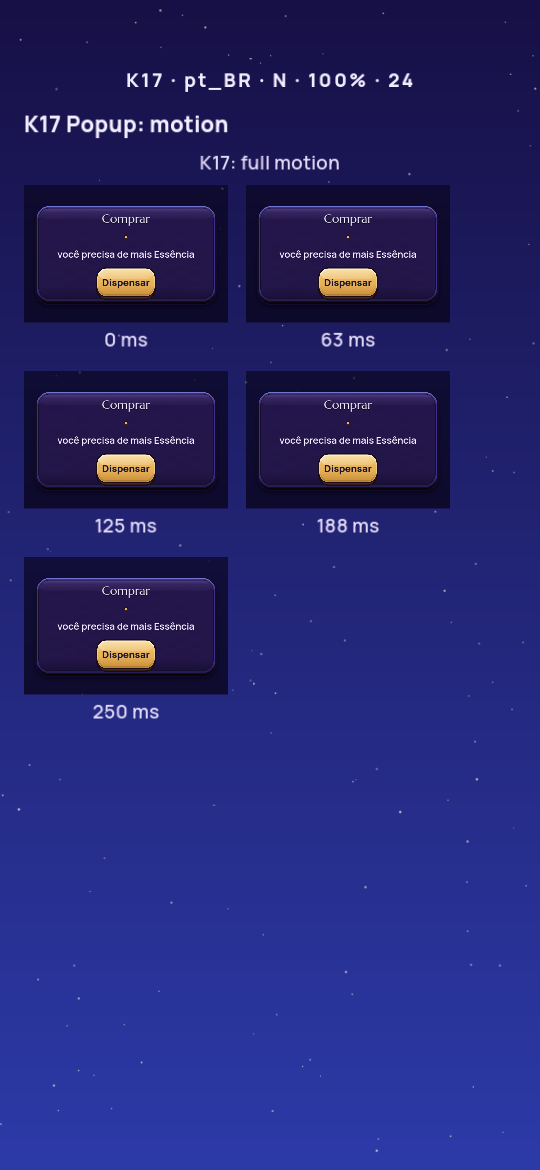 K17 · pt_BR · N · 100% · 24
K17 Popup: motion
K17: full motion
Comprar
você precisa de mais Essência
Dispensar
0 ms
Comprar
você precisa de mais Essência
Dispensar
63 ms
Comprar
você precisa de mais Essência
Dispensar
125 ms
Comprar
você precisa de mais Essência
Dispensar
188 ms
Comprar
você precisa de mais Essência
Dispensar
250 ms